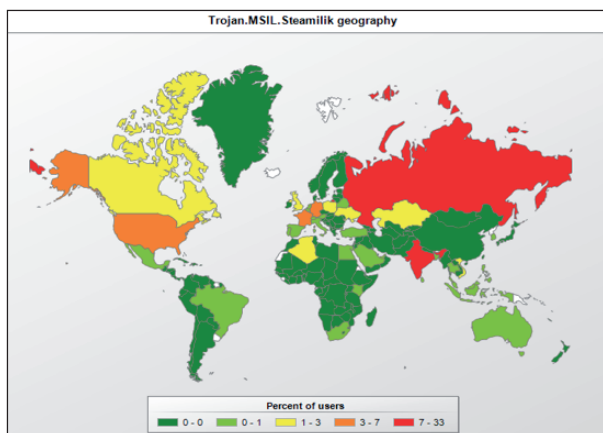 Trojan.MSIL.Steamilik geography
Percent of users
0 - 0 0 - 1 1 - 3 3 - 7 7 - 33